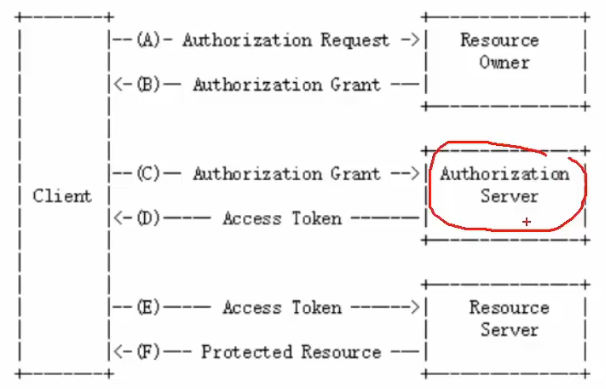 +--------+                               +---------------+
|        |--(A)- Authorization Request ->|   Resource    |
|        |                               |     Owner     |
|        |<-(B)-- Authorization Grant ---|               |
|        |                               +---------------+
|        |
|        |                               +---------------+
|        |--(C)-- Authorization Grant -->| Authorization |
| Client |                               |     Server    |
|        |<-(D)----- Access Token -------|               |
|        |                               +---------------+
|        |
|        |                               +---------------+
|        |--(E)----- Access Token ------>|    Resource   |
|        |                               |     Server    |
|        |<-(F)--- Protected Resource ---|               |
+--------+                               +---------------+